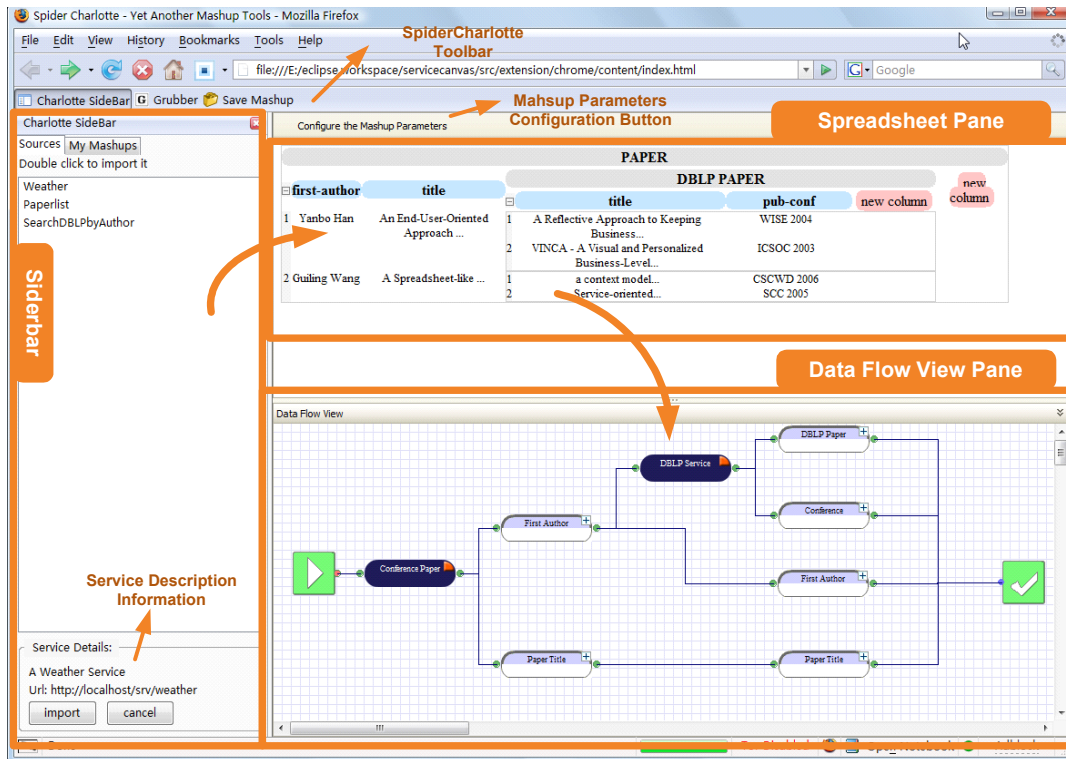 Spider Charlotte - Yet Another Mashup Tools - Mozilla Firefox
File Edit View History Bookmarks Tools Help
SpiderCharlotte
Toolbar
file:///E:/eclipse workspace/servicecanvas/src/extension/chrome/content/index.html
G Google
Charlotte SideBar G Grubber Save Mashup
Mahsup Parameters
Configuration Button
Charlotte SideBar
Configure the Mashup Parameters
Spreadsheet Pane
Sources My Mashups
Double click to import it
Weather
Paperlist
SearchDBLPbyAuthor
Siderbar
PAPER
DBLP PAPER
new
column
first-author title
title pub-conf new column
1 Yanbo Han An End-User-Oriented
Approach ...
1 A Reflective Approach to Keeping
Business...
WISE 2004
2 VINCA - A Visual and Personalized
Business-Level...
ICSOC 2003
2 Guiling Wang A Spreadsheet-like ... 1 a context model... CSCWD 2006
2 Service-oriented... SCC 2005
Data Flow View Pane
Data Flow View
DBLP Paper
DBLP Service
Conference
First Author
Conference Paper
First Author
Paper Title
Paper Title
Service Description
Information
Service Details:
A Weather Service
Url: http://localhost/srv/weather
import cancel